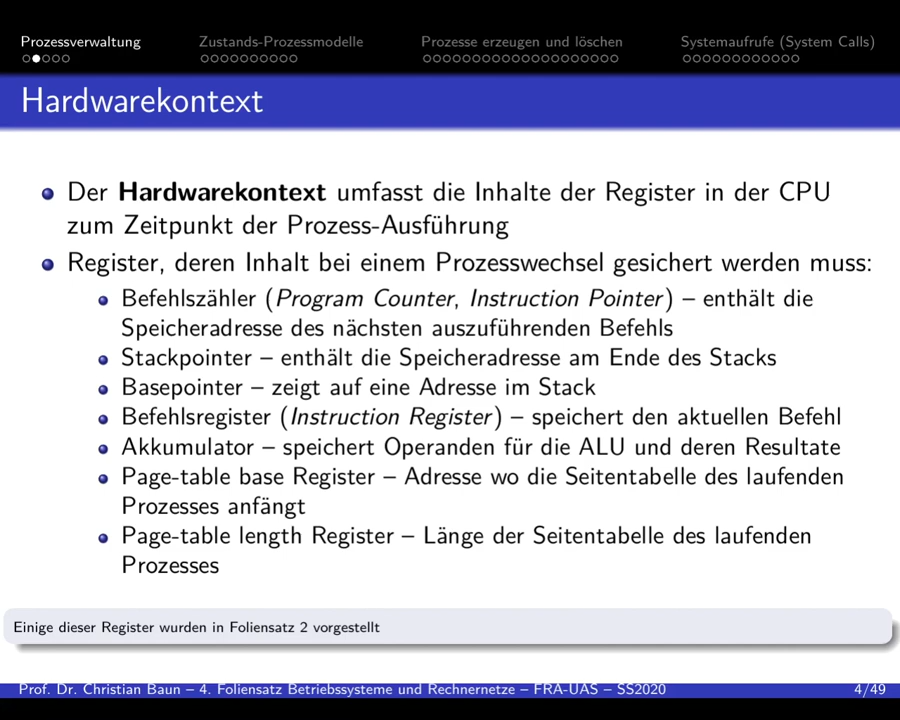 Prozessverwaltung Zustands-Prozessmodelle Prozesse erzeugen und löschen Systemaufrufe (System Calls)
Hardwarekontext
Der Hardwarekontext umfasst die Inhalte der Register in der CPU
zum Zeitpunkt der Prozess-Ausführung
Register, deren Inhalt bei einem Prozesswechsel gesichert werden muss:
Befehlszähler (Program Counter, Instruction Pointer) – enthält die
Speicheradresse des nächsten auszuführenden Befehls
Stackpointer – enthält die Speicheradresse am Ende des Stacks
Basepointer – zeigt auf eine Adresse im Stack
Befehlsregister (Instruction Register) – speichert den aktuellen Befehl
Akkumulator – speichert Operanden für die ALU und deren Resultate
Page-table base Register – Adresse wo die Seitentabelle des laufenden
Prozesses anfängt
Page-table length Register – Länge der Seitentabelle des laufenden
Prozesses
Einige dieser Register wurden in Foliensatz 2 vorgestellt
Prof. Dr. Christian Baun – 4. Foliensatz Betriebssysteme und Rechnernetze – FRA-UAS – SS2020 4/49